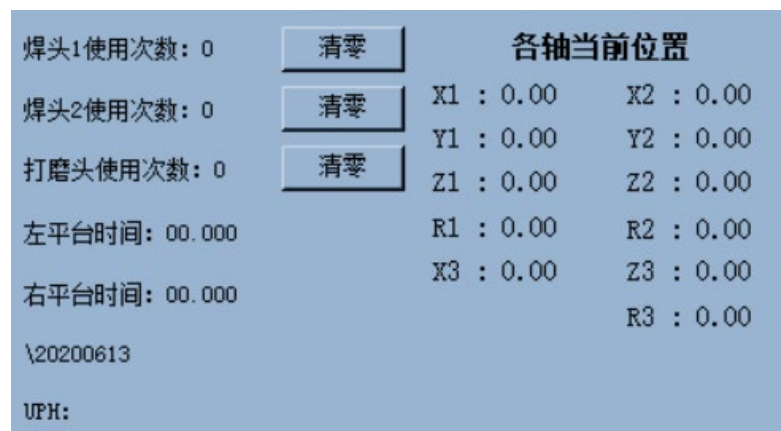 焊头1使用次数: 0 清零
焊头2使用次数: 0 清零
打磨头使用次数: 0 清零
左平台时间: 00.000
右平台时间: 00.000
\20200613
UPH:
各轴当前位置
X1 : 0.00 X2 : 0.00
Y1 : 0.00 Y2 : 0.00
Z1 : 0.00 Z2 : 0.00
R1 : 0.00 R2 : 0.00
X3 : 0.00 Z3 : 0.00
R3 : 0.00